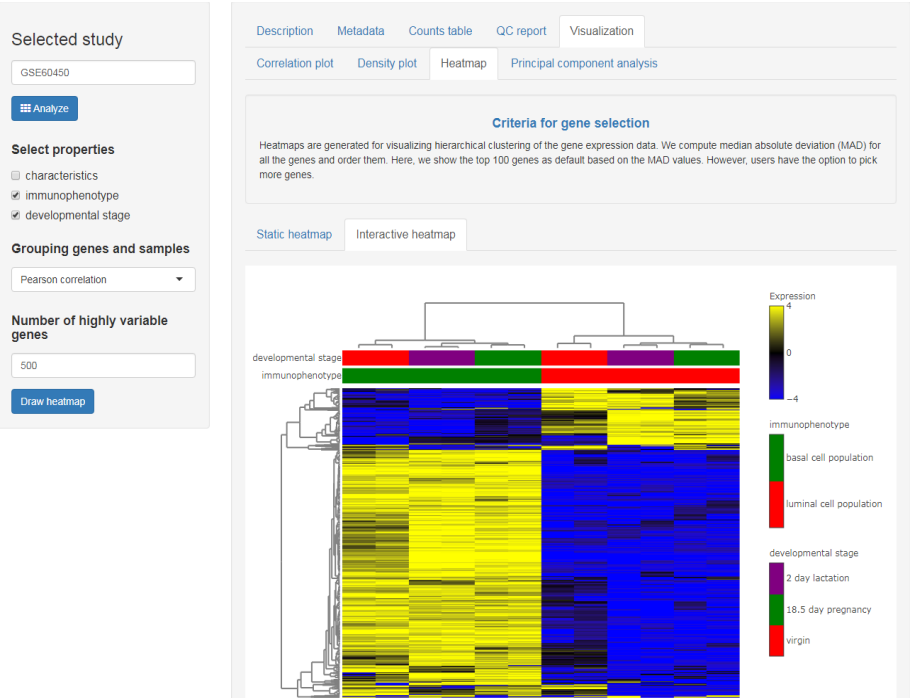 Selected study
GSE60450
Analyze
Select properties
characteristics
immunophenotype
developmental stage
Grouping genes and samples
Pearson correlation
Number of highly variable
genes
500
Draw heatmap
Description Metadata Counts table QC report Visualization
Correlation plot Density plot Heatmap Principal component analysis
Criteria for gene selection
Heatmaps are generated for visualizing hierarchical clustering of the gene expression data. We compute median absolute deviation (MAD) for
all the genes and order them. Here, we show the top 100 genes as default based on the MAD values. However, users have the option to pick
more genes.
Static heatmap Interactive heatmap
developmental stage
immunophenotype
Expression
4
0
−4
immunophenotype
basal cell population
luminal cell population
developmental stage
2 day lactation
18.5 day pregnancy
virgin